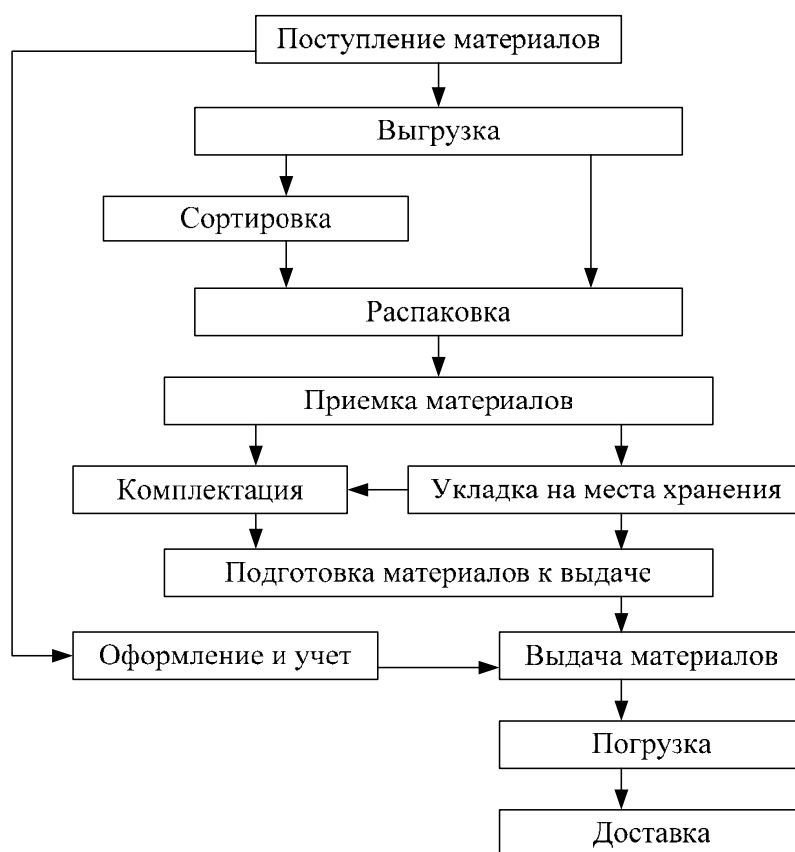 Поступление материалов
Выгрузка
Сортировка
Распаковка
Приемка материалов
Комплектация
Укладка на места хранения
Подготовка материалов к выдаче
Оформление и учет
Выдача материалов
Погрузка
Доставка